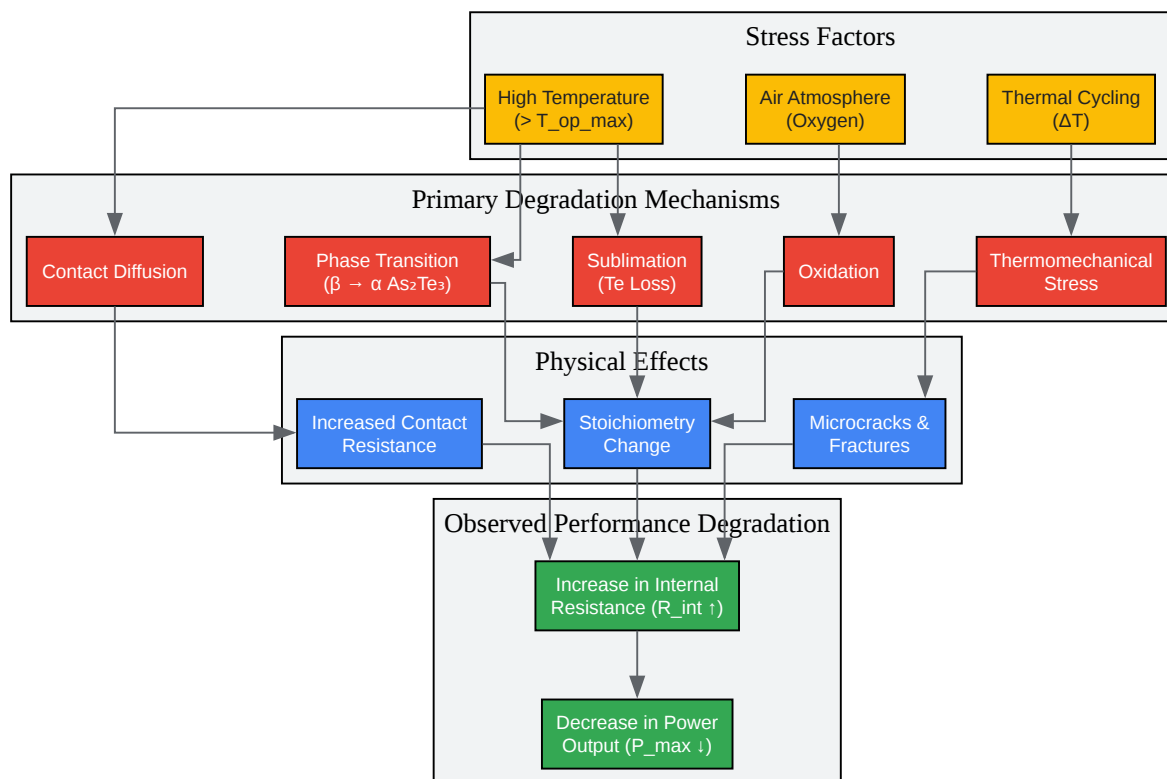 Stress Factors
High Temperature
(> T_op_max)
Air Atmosphere
(Oxygen)
Thermal Cycling
(ΔT)
Primary Degradation Mechanisms
Contact Diffusion
Phase Transition
(β → α As₂Te₃)
Sublimation
(Te Loss)
Oxidation
Thermomechanical
Stress
Physical Effects
Increased Contact
Resistance
Stoichiometry
Change
Microcracks &
Fractures
Observed Performance Degradation
Increase in Internal
Resistance (R_int ↑)
Decrease in Power
Output (P_max ↓)